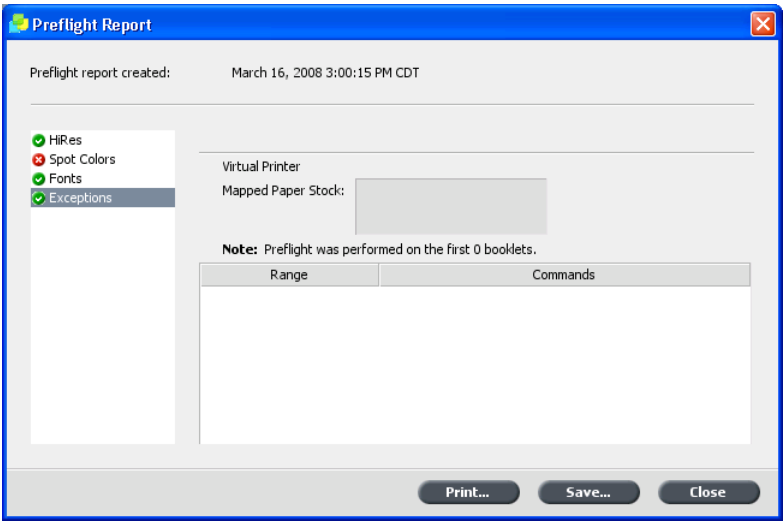 Preflight Report
Preflight report created: March 16, 2008 3:00:15 PM CDT
HiRes
Spot Colors
Fonts
Exceptions
Virtual Printer
Mapped Paper Stock:
Note: Preflight was performed on the first 0 booklets.
Range Commands
Print... Save... Close